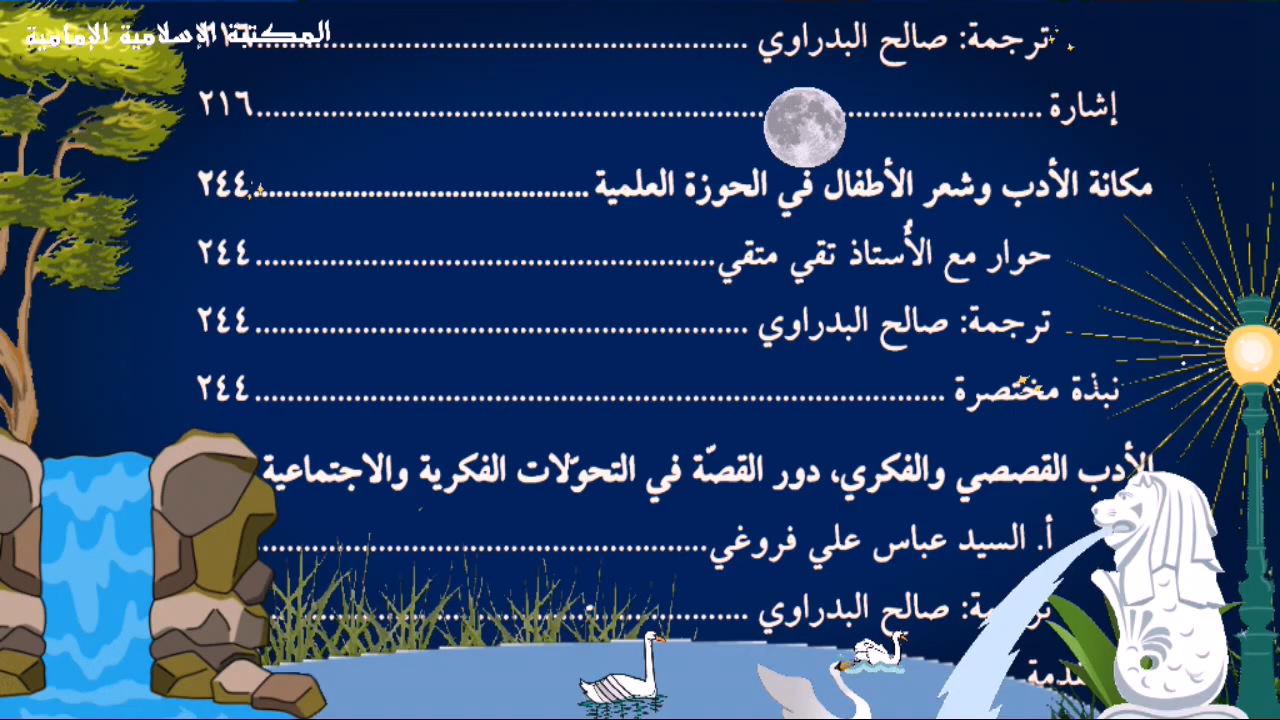 المكتبة الإسلامية الإمامية
ترجمة: صالح البدراوي ........................................
إشارة ........................................ ٢١٦
مكانة الأدب وشعر الأطفال في الحوزة العلمية ........................................ ٢٤٤
حوار مع الأُستاذ تقي متقي ........................................ ٢٤٤
ترجمة: صالح البدراوي ........................................ ٢٤٤
نبذة مختصرة ........................................ ٢٤٤
الأدب القصصي والفكري، دور القصّة في التحوّلات الفكرية والاجتماعية
أ. السيد عباس علي فروغي ........................................
ترجمة: صالح البدراوي ........................................